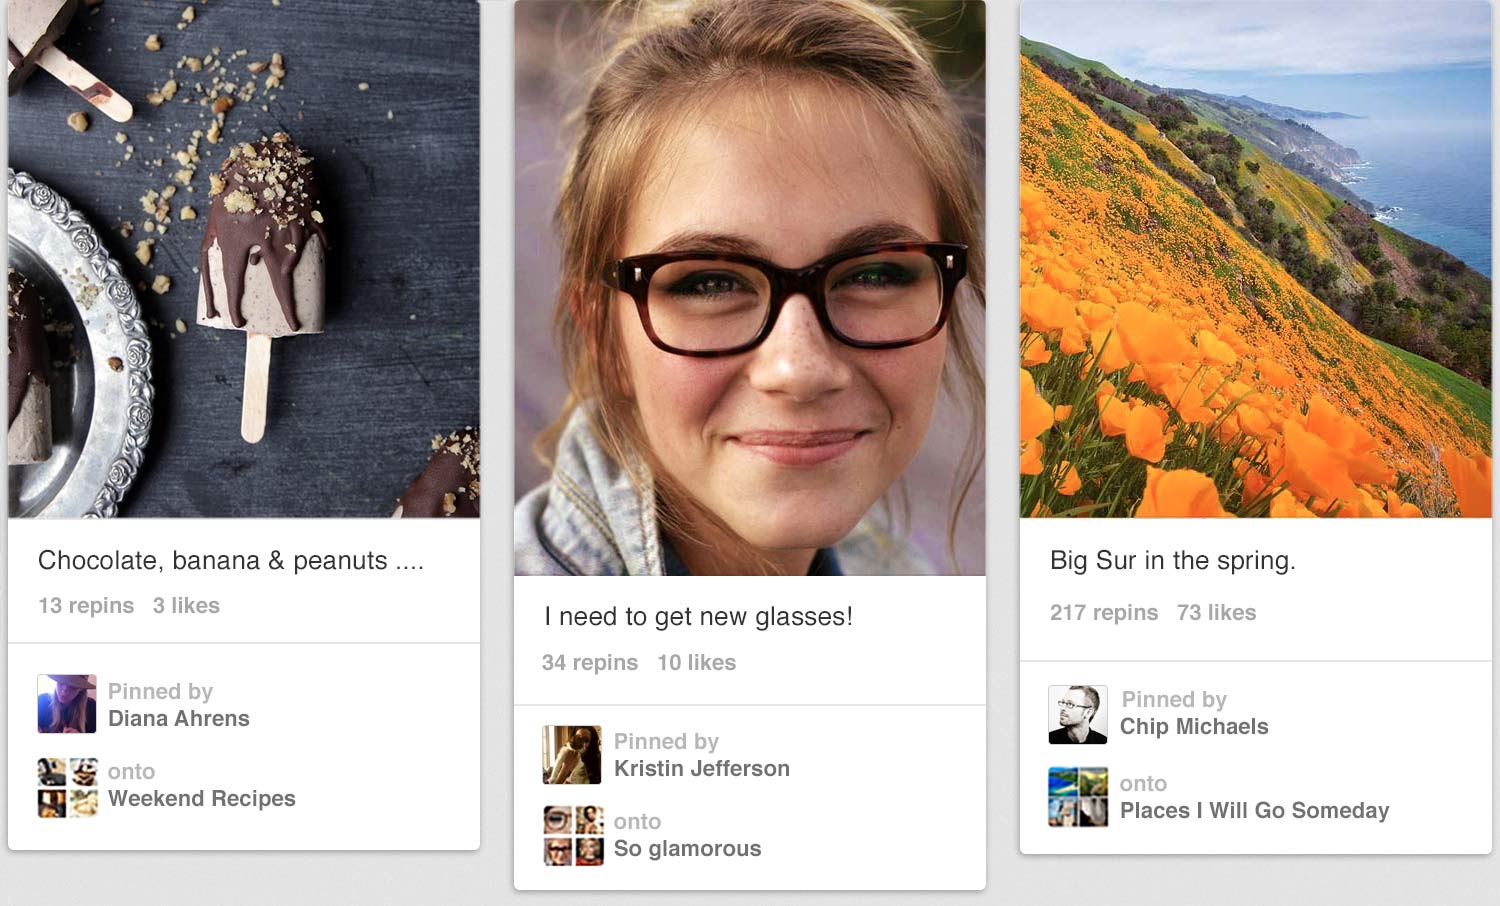 Chocolate, banana & peanuts ....
13 repins 3 likes
Pinned by
Diana Ahrens
onto
Weekend Recipes
I need to get new glasses!
34 repins 10 likes
Pinned by
Kristin Jefferson
onto
So glamorous
Big Sur in the spring.
217 repins 73 likes
Pinned by
Chip Michaels
onto
Places I Will Go Someday